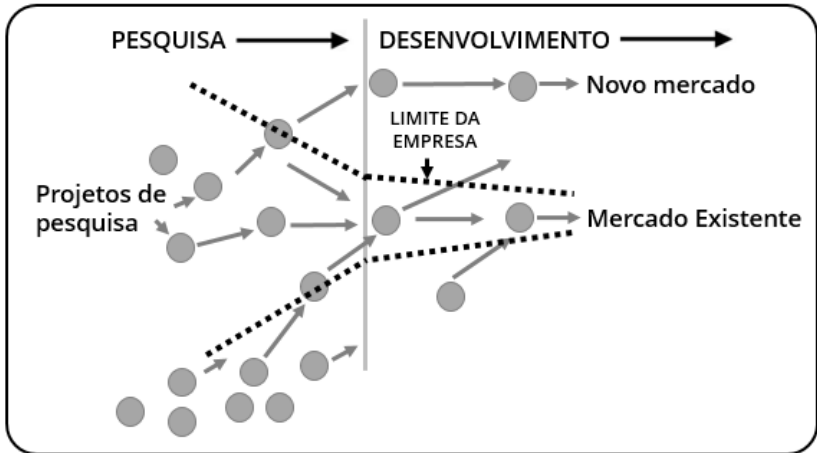 PESQUISA
DESENVOLVIMENTO
Novo mercado
LIMITE DA
EMPRESA
Projetos de
pesquisa
Mercado Existente